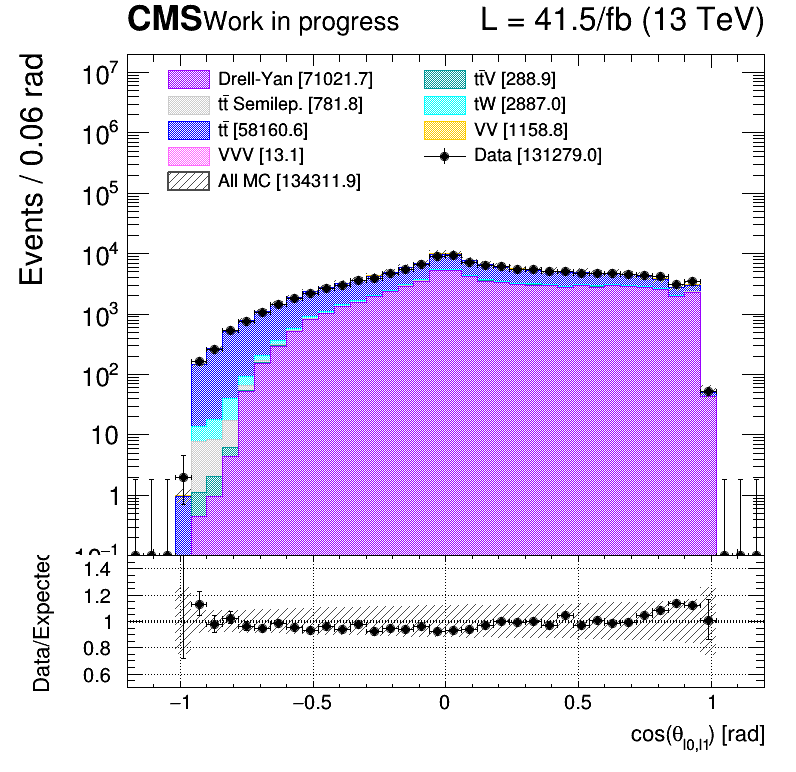 CMS Work in progress L = 41.5/fb (13 TeV)
Events / 0.06 rad
10⁷
10⁶
10⁵
10⁴
10³
10²
10
1
10⁻¹
Drell-Yan [71021.7]
tt̄ Semilep. [781.8]
tt̄ [58160.6]
VVV [13.1]
All MC [134311.9]
tt̄V [288.9]
tW [2887.0]
VV [1158.8]
Data [131279.0]
Data/Expected
1.4
1.2
1
0.8
0.6
−1 −0.5 0 0.5 1
cos(θ_{l0,l1}) [rad]